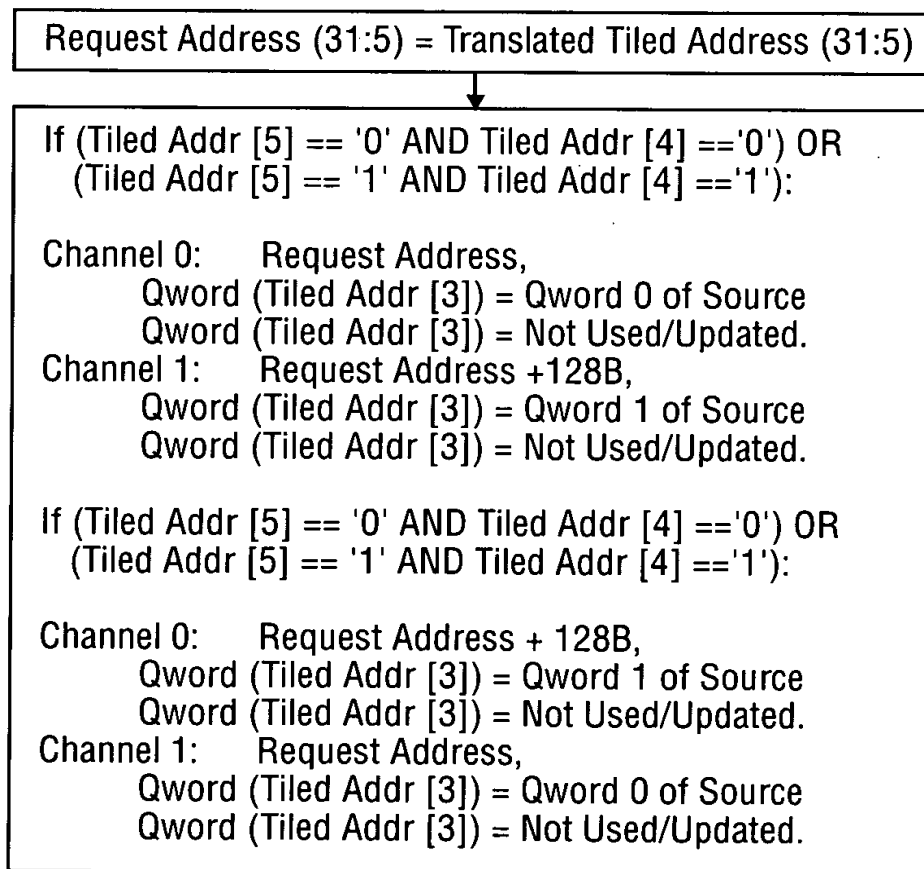 Request Address (31:5) = Translated Tiled Address (31:5)
If (Tiled Addr [5] == '0' AND Tiled Addr [4] =='0') OR
(Tiled Addr [5] == '1' AND Tiled Addr [4] =='1'):
Channel 0: Request Address,
Qword (Tiled Addr [3]) = Qword 0 of Source
Qword (Tiled Addr [3]) = Not Used/Updated.
Channel 1: Request Address +128B,
Qword (Tiled Addr [3]) = Qword 1 of Source
Qword (Tiled Addr [3]) = Not Used/Updated.
If (Tiled Addr [5] == '0' AND Tiled Addr [4] =='0') OR
(Tiled Addr [5] == '1' AND Tiled Addr [4] =='1'):
Channel 0: Request Address + 128B,
Qword (Tiled Addr [3]) = Qword 1 of Source
Qword (Tiled Addr [3]) = Not Used/Updated.
Channel 1: Request Address,
Qword (Tiled Addr [3]) = Qword 0 of Source
Qword (Tiled Addr [3]) = Not Used/Updated.